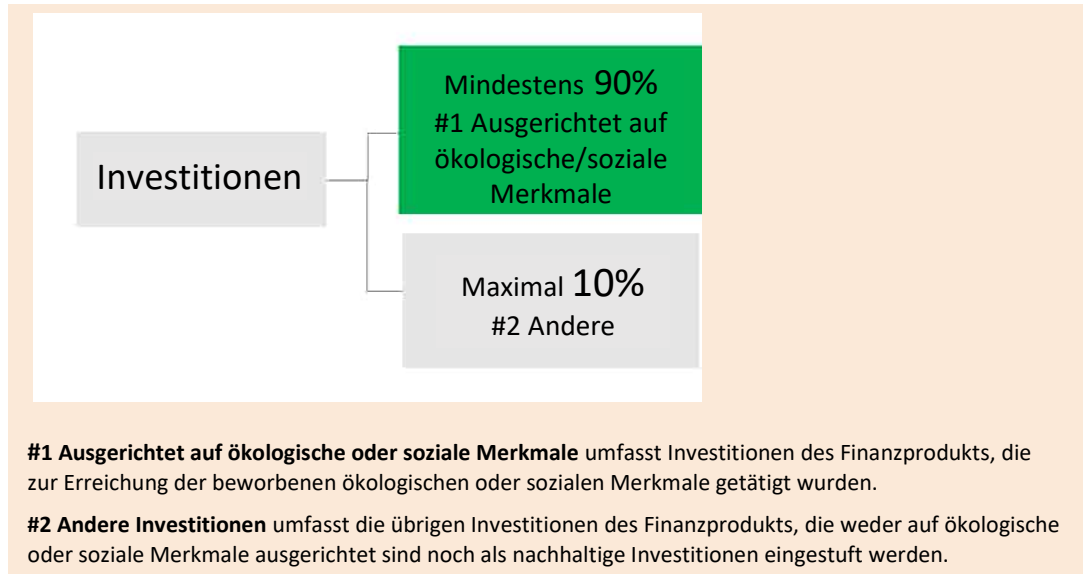 Investitionen
Mindestens 90%
#1 Ausgerichtet auf
ökologische/soziale
Merkmale
Maximal 10%
#2 Andere
#1 Ausgerichtet auf ökologische oder soziale Merkmale umfasst Investitionen des Finanzprodukts, die
zur Erreichung der beworbenen ökologischen oder sozialen Merkmale getätigt wurden.
#2 Andere Investitionen umfasst die übrigen Investitionen des Finanzprodukts, die weder auf ökologische
oder soziale Merkmale ausgerichtet sind noch als nachhaltige Investitionen eingestuft werden.